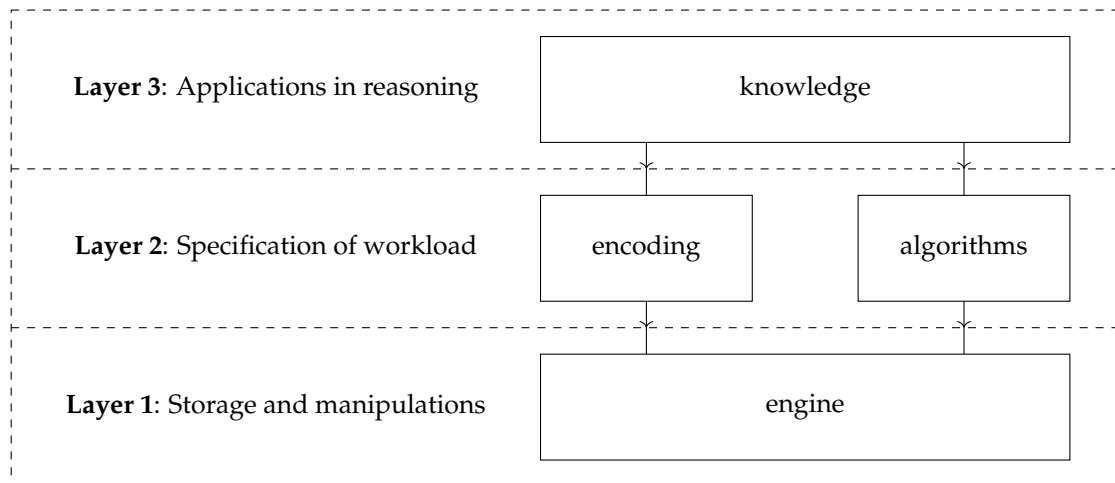 Layer 3: Applications in reasoning
knowledge
Layer 2: Specification of workload
encoding
algorithms
Layer 1: Storage and manipulations
engine